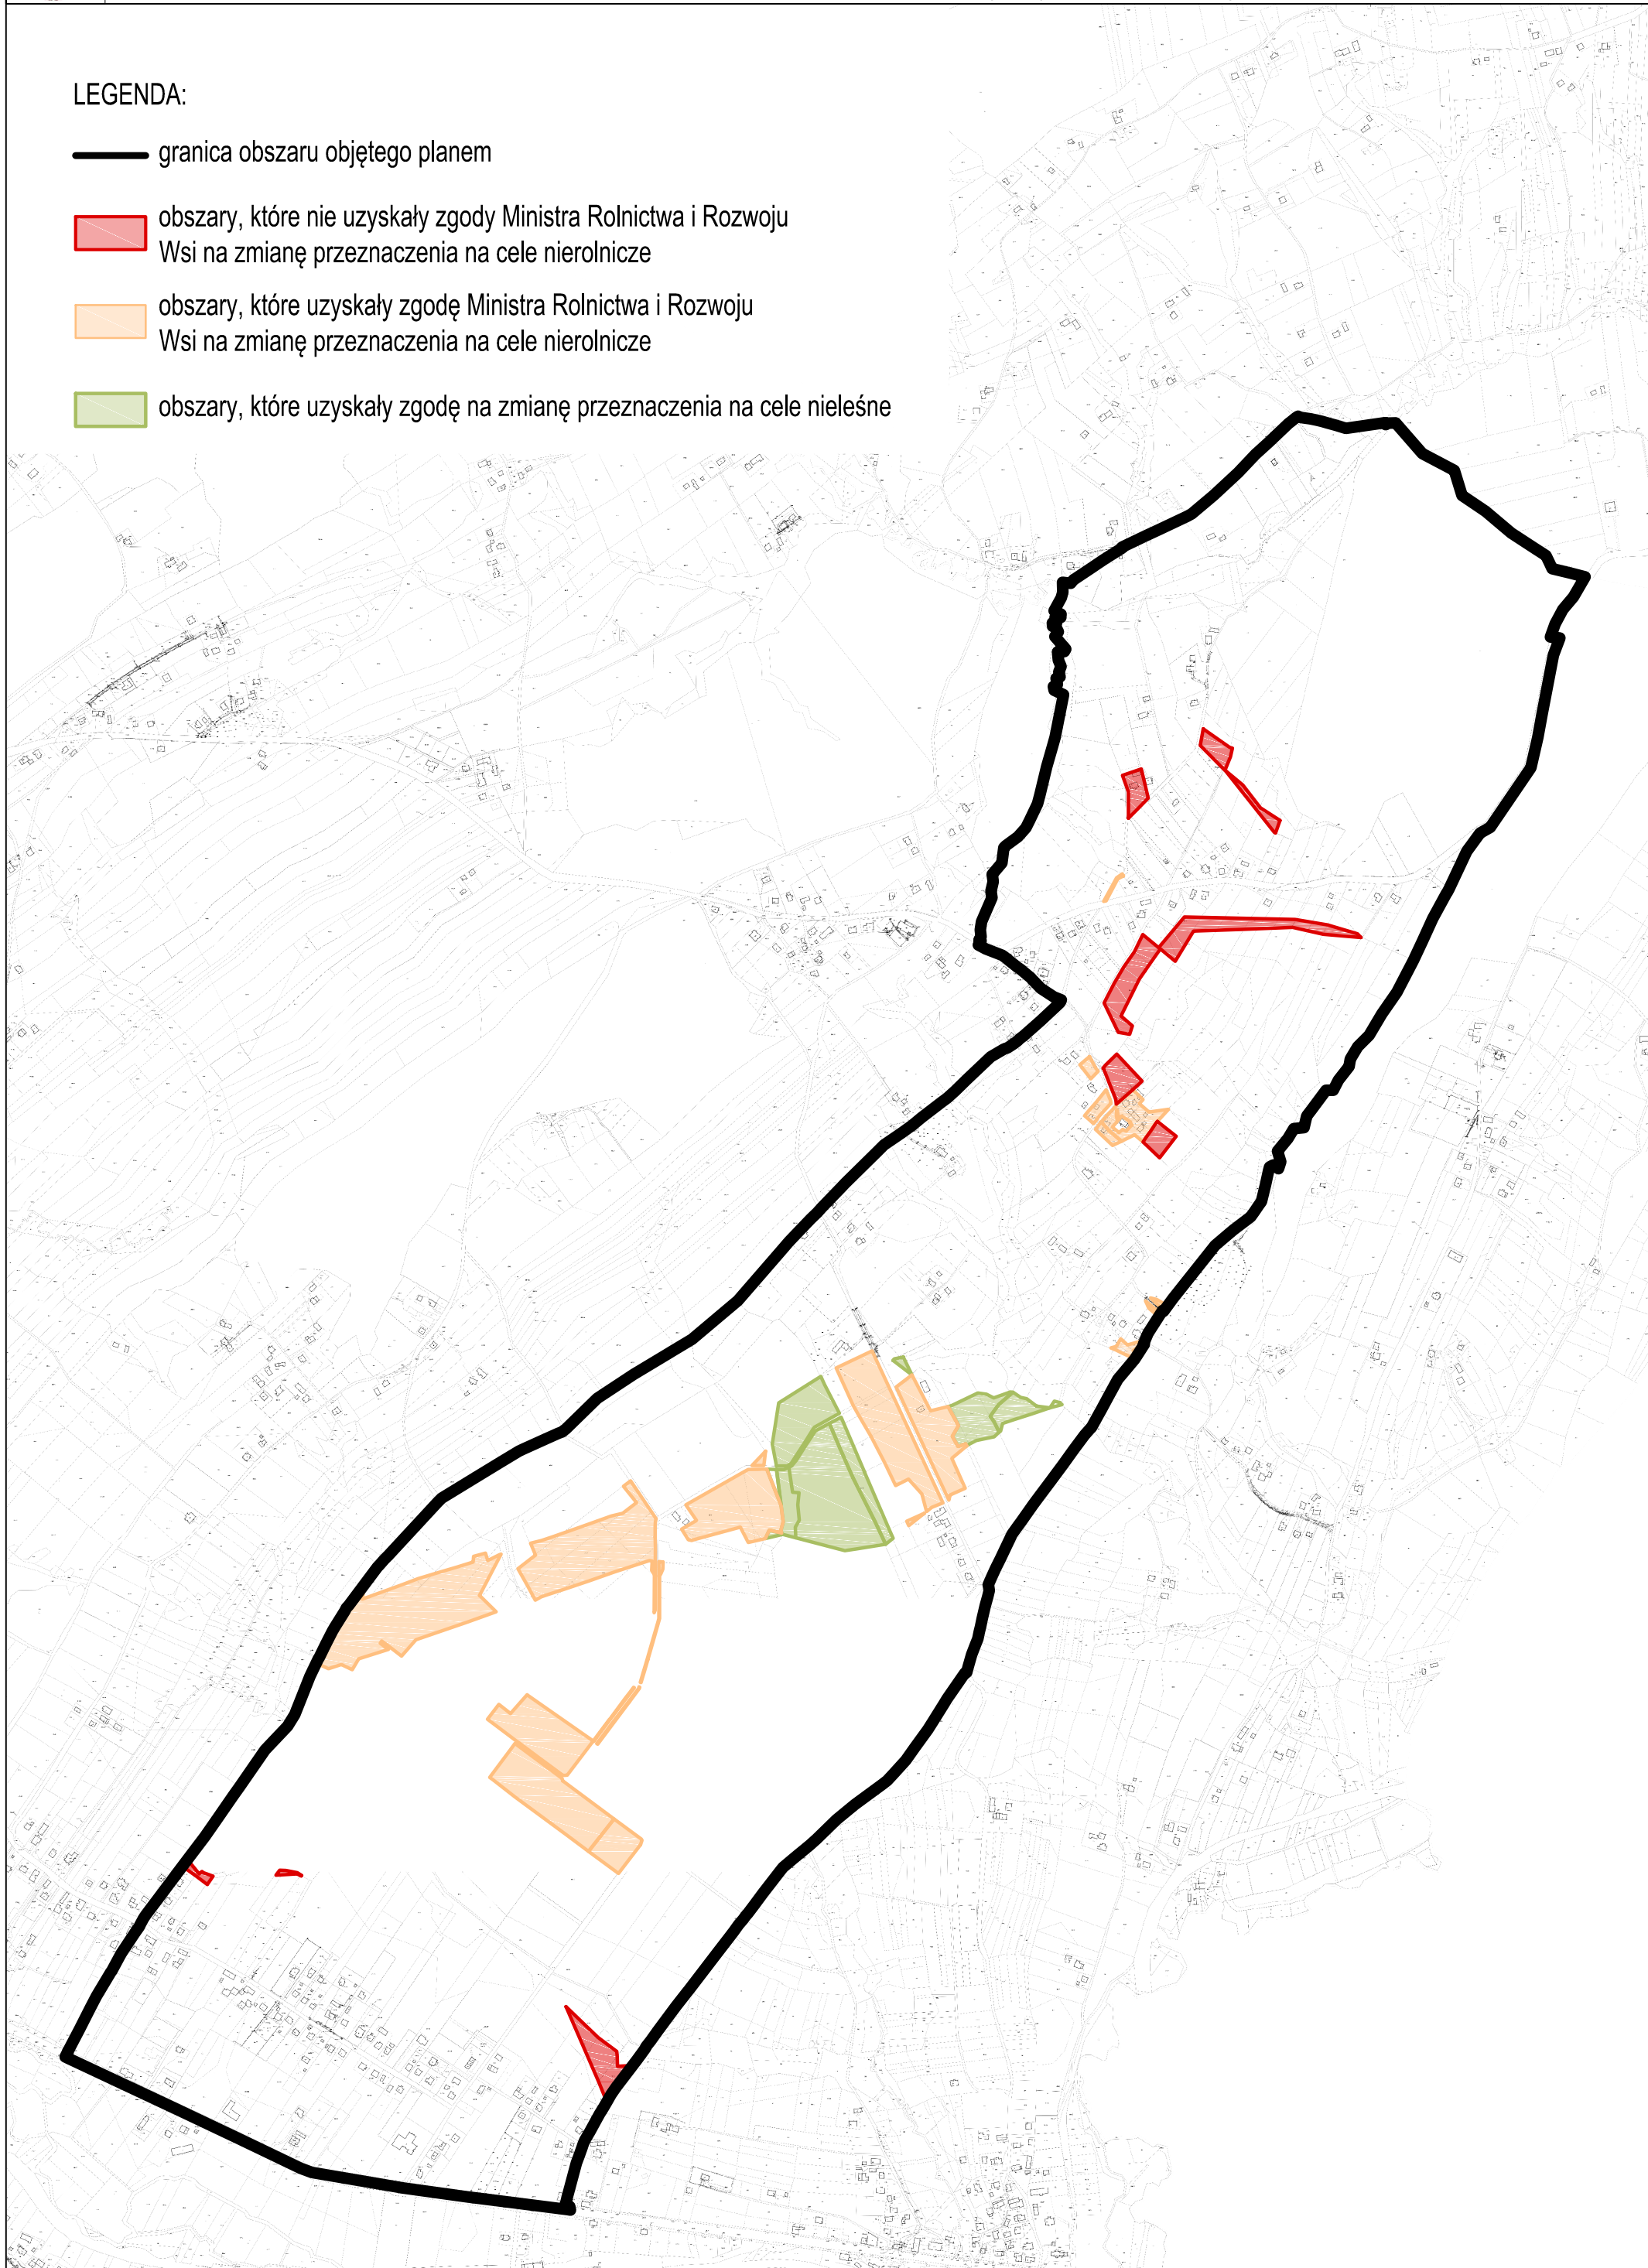 LEGENDA:
granica obszaru objętego planem
obszary, które nie uzyskały zgody Ministra Rolnictwa i Rozwoju
Wsi na zmianę przeznaczenia na cele nierolnicze
obszary, które uzyskały zgodę Ministra Rolnictwa i Rozwoju
Wsi na zmianę przeznaczenia na cele nierolnicze
obszary, które uzyskały zgodę na zmianę przeznaczenia na cele nieleśne